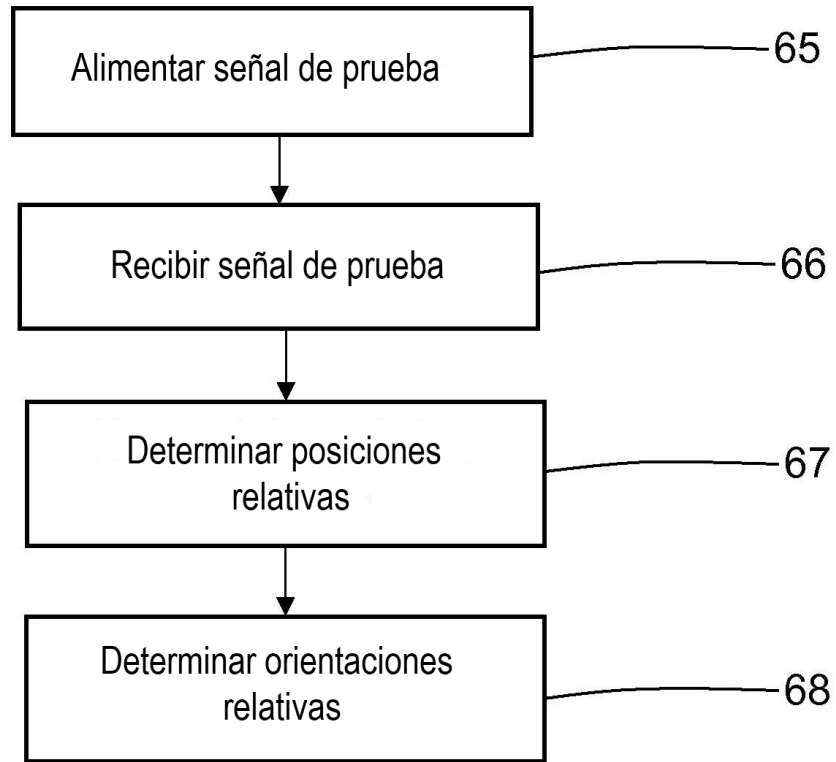 Alimentar señal de prueba
65
Recibir señal de prueba
66
Determinar posiciones
relativas
67
Determinar orientaciones
relativas
68